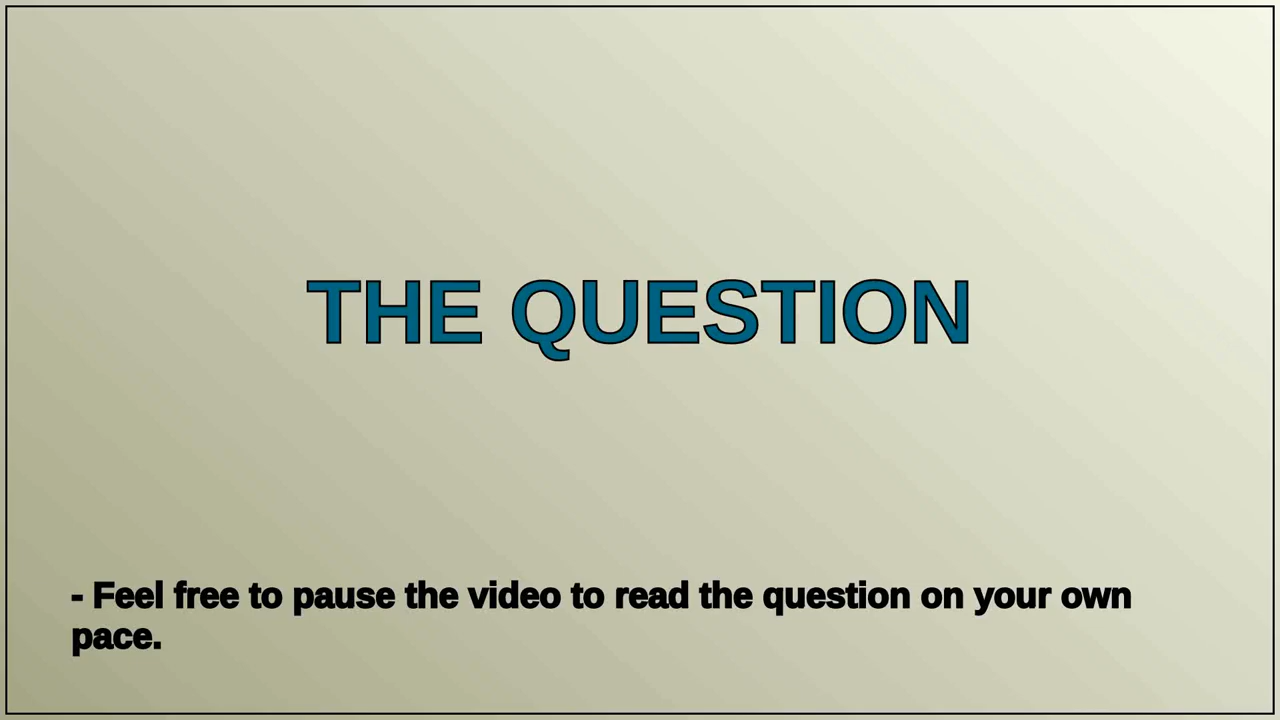 THE QUESTION
- Feel free to pause the video to read the question on your own
pace.